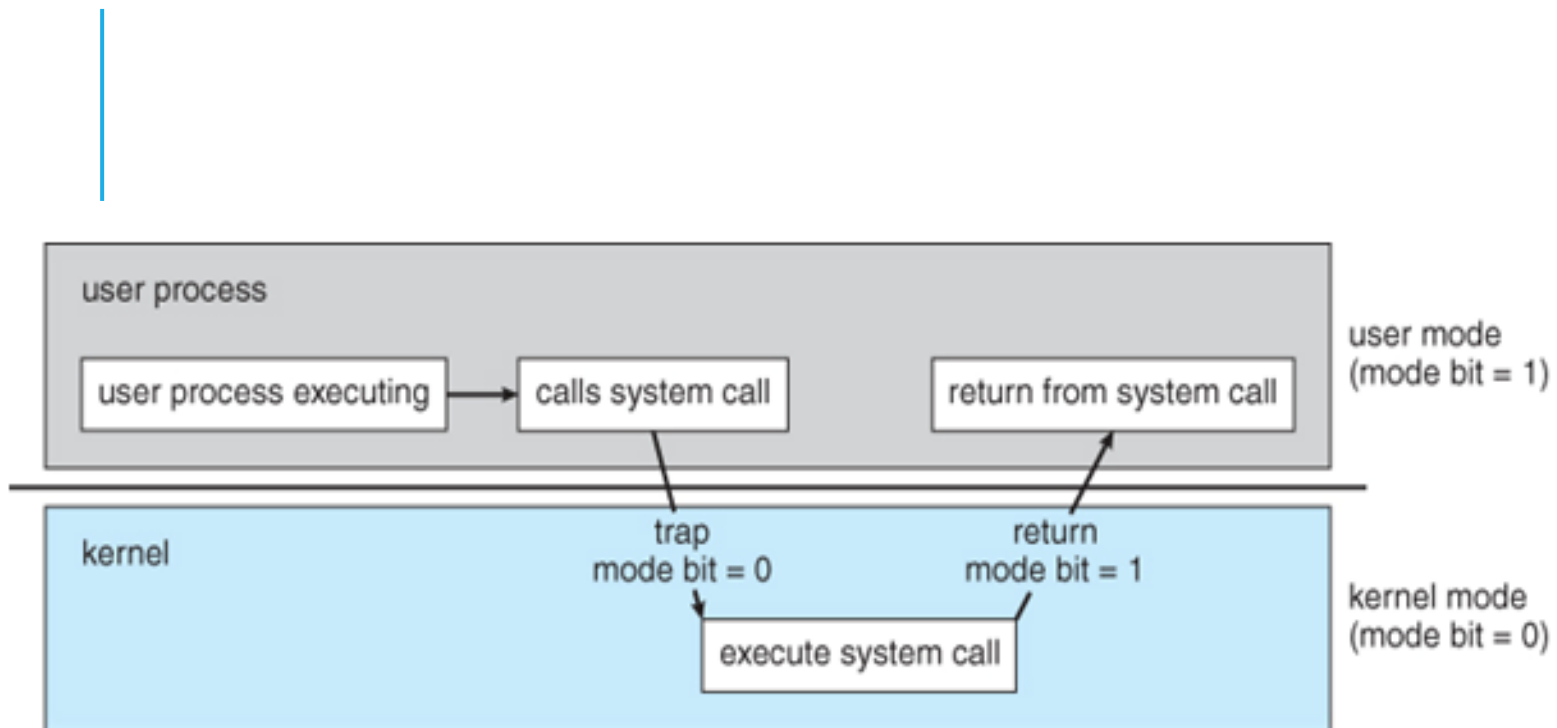 user process
user process executing
calls system call
return from system call
user mode
(mode bit = 1)
kernel
trap
mode bit = 0
return
mode bit = 1
execute system call
kernel mode
(mode bit = 0)